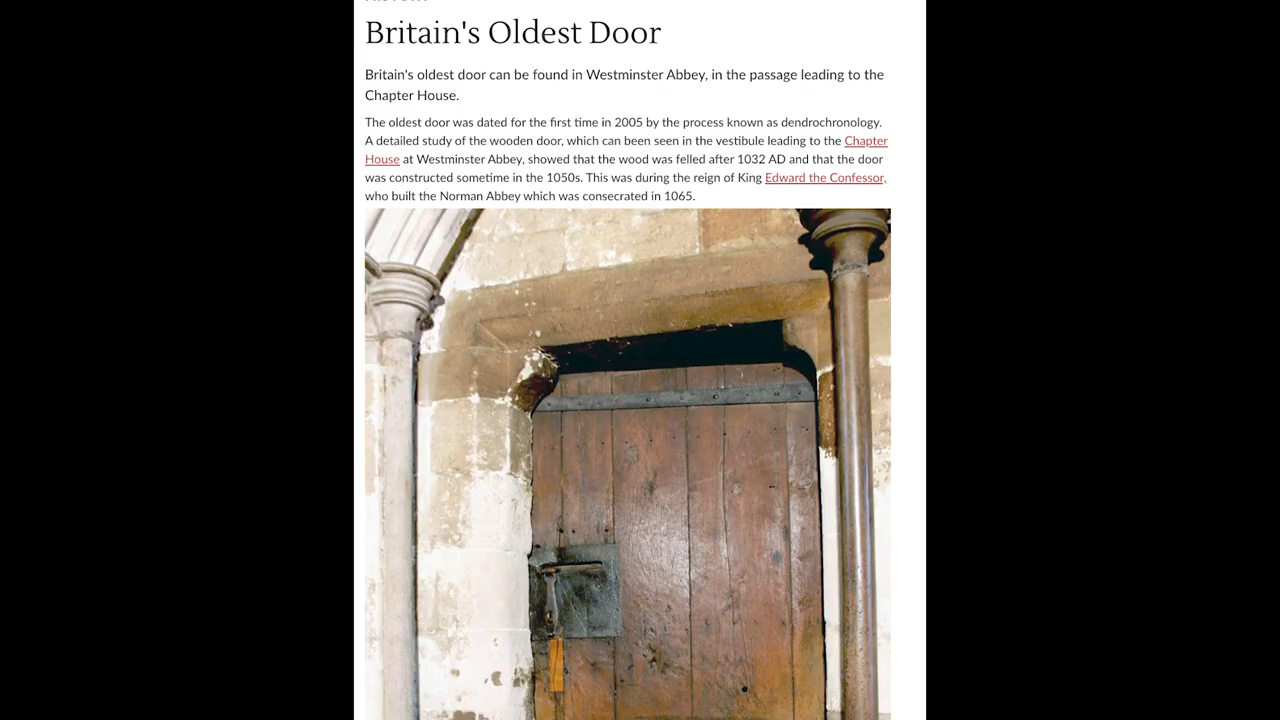 Britain's Oldest Door
Britain's oldest door can be found in Westminster Abbey, in the passage leading to the
Chapter House.
The oldest door was dated for the first time in 2005 by the process known as dendrochronology.
A detailed study of the wooden door, which can been seen in the vestibule leading to the Chapter
House at Westminster Abbey, showed that the wood was felled after 1032 AD and that the door
was constructed sometime in the 1050s. This was during the reign of King Edward the Confessor,
who built the Norman Abbey which was consecrated in 1065.